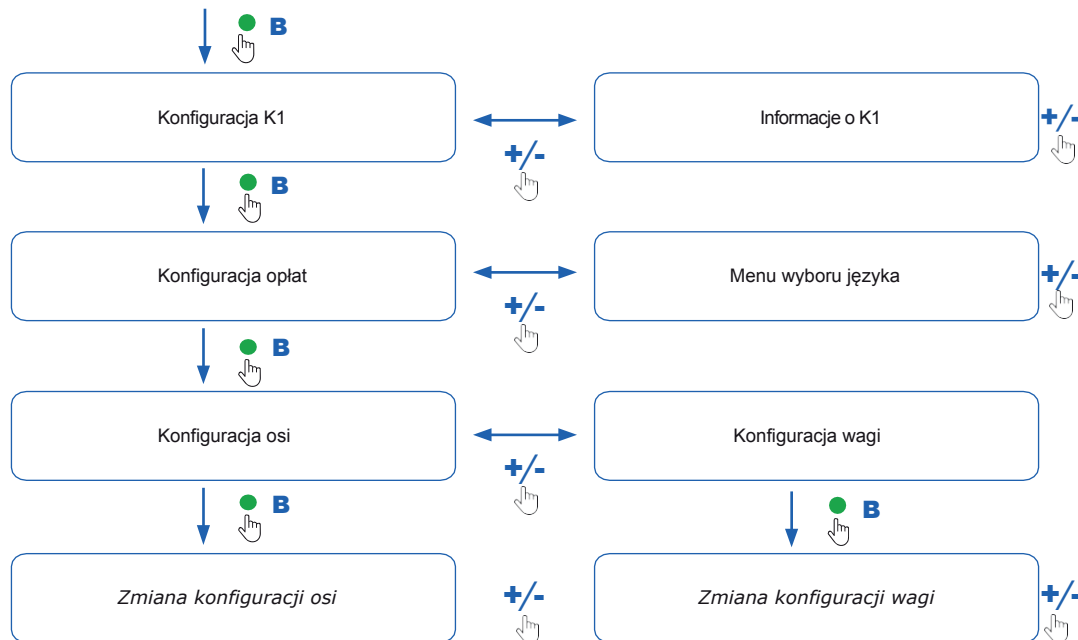 B
Konfiguracja K1
+/-
Informacje o K1
+/-
B
Konfiguracja opłat
+/-
Menu wyboru języka
+/-
B
Konfiguracja osi
+/-
Konfiguracja wagi
B
B
Zmiana konfiguracji osi
+/-
Zmiana konfiguracji wagi
+/-